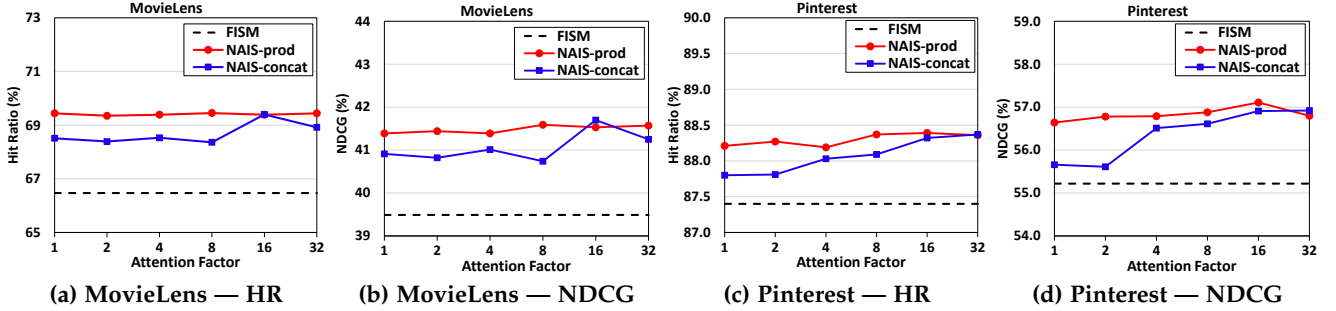 MovieLens
73
71
69
67
65
Hit Ratio (%)
FISM
NAIS-prod
NAIS-concat
1 2 4 8 16 32
Attention Factor
(a) MovieLens — HR
MovieLens
44
43
42
41
40
39
NDCG (%)
FISM
NAIS-prod
NAIS-concat
1 2 4 8 16 32
Attention Factor
(b) MovieLens — NDCG
Pinterest
90.0
89.5
89.0
88.5
88.0
87.5
87.0
Hit Ratio (%)
FISM
NAIS-prod
NAIS-concat
1 2 4 8 16 32
Attention Factor
(c) Pinterest — HR
Pinterest
59.0
58.0
57.0
56.0
55.0
54.0
NDCG (%)
FISM
NAIS-prod
NAIS-concat
1 2 4 8 16 32
Attention Factor
(d) Pinterest — NDCG